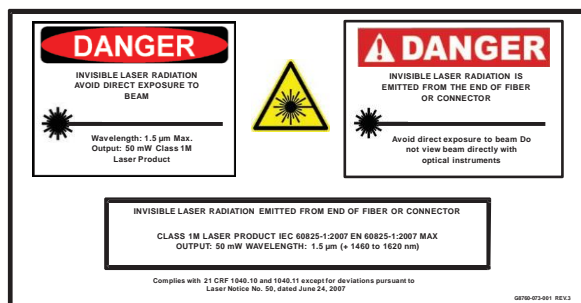 DANGER
INVISIBLE LASER RADIATION
AVOID DIRECT EXPOSURE TO
BEAM
Wavelength: 1.5 µm Max.
Output: 50 mW Class 1M
Laser Product
DANGER
INVISIBLE LASER RADIATION IS
EMITTED FROM THE END OF FIBER
OR CONNECTOR
Avoid direct exposure to beam Do
not view beam directly with
optical instruments
INVISIBLE LASER RADIATION EMITTED FROM END OF FIBER OR CONNECTOR
CLASS 1M LASER PRODUCT IEC 60825-1:2007 EN 60825-1:2007 MAX
OUTPUT: 50 mW WAVELENGTH: 1.5 µm (+ 1460 to 1620 nm)
Complies with 21 CRF 1040.10 and 1040.11 except for deviations pursuant to
Laser Notice No. 50, dated June 24, 2007
G8760-073-001 REV.3